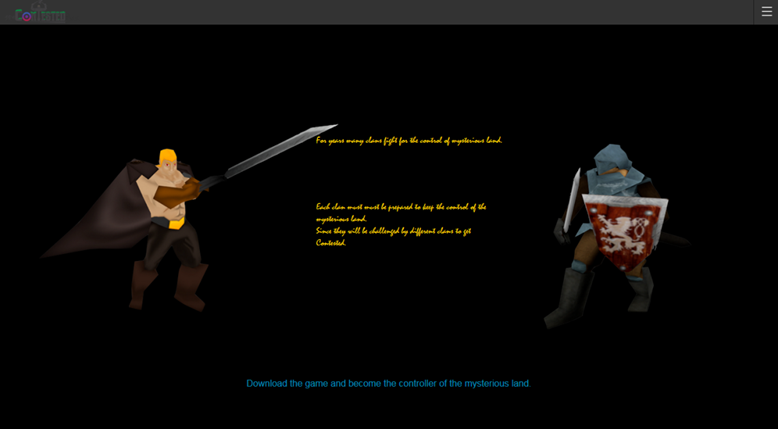 Contested
For years many clans fight for the control of mysterious land.
Each clan must must be prepared to keep the control of the
mysterious land.
Since they will be challenged by different clans to get
Contested.
Download the game and become the controller of the mysterious land.